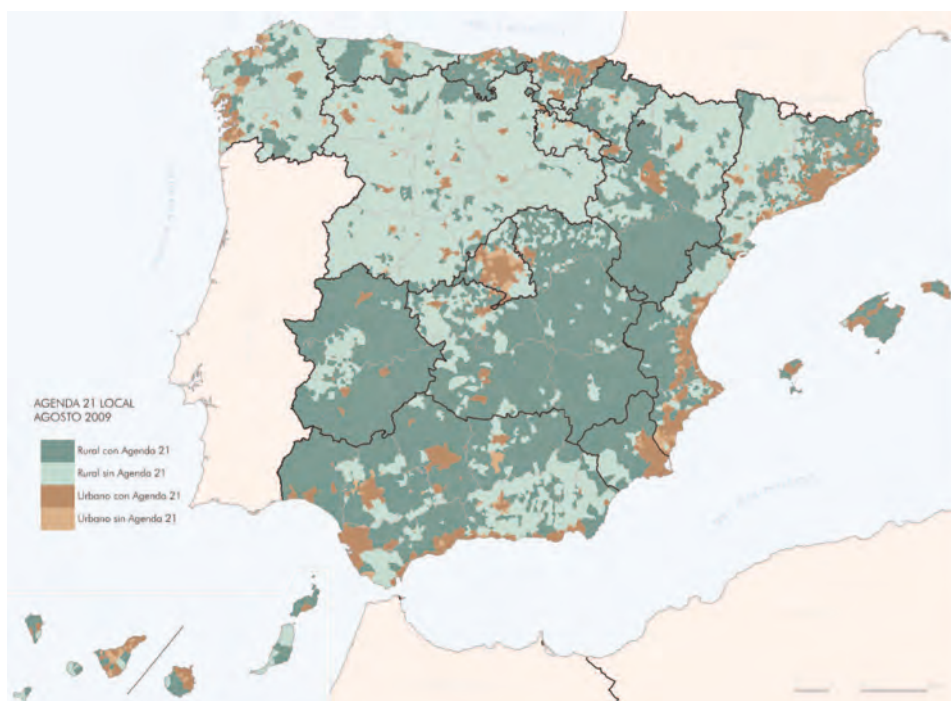 AGENDA 21 LOCAL
AGOSTO 2009
Rural con Agenda 21
Rural sin Agenda 21
Urbano con Agenda 21
Urbano sin Agenda 21